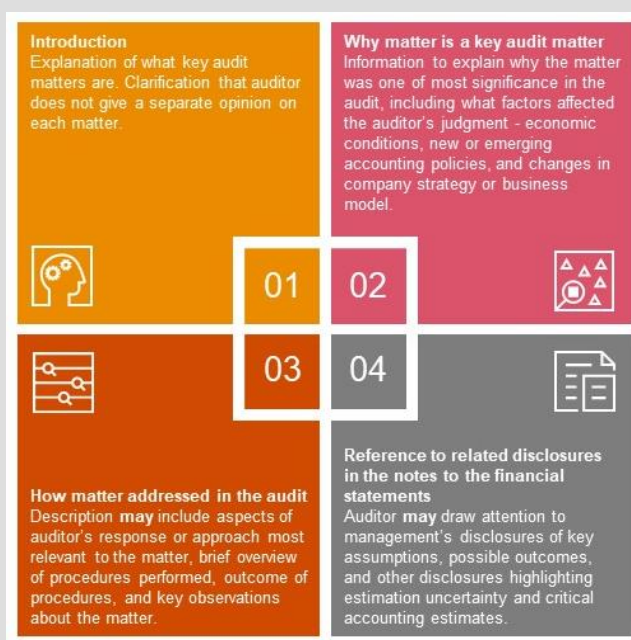 Introduction
Explanation of what key audit
matters are. Clarification that auditor
does not give a separate opinion on
each matter.
01
Why matter is a key audit matter
Information to explain why the matter
was one of most significance in the
audit, including what factors affected
the auditor's judgment - economic
conditions, new or emerging
accounting policies, and changes in
company strategy or business
model.
02
03
How matter addressed in the audit
Description may include aspects of
auditor's response or approach most
relevant to the matter, brief overview
of procedures performed, outcome of
procedures, and key observations
about the matter.
04
Reference to related disclosures
in the notes to the financial
statements
Auditor may draw attention to
management's disclosures of key
assumptions, possible outcomes,
and other disclosures highlighting
estimation uncertainty and critical
accounting estimates.